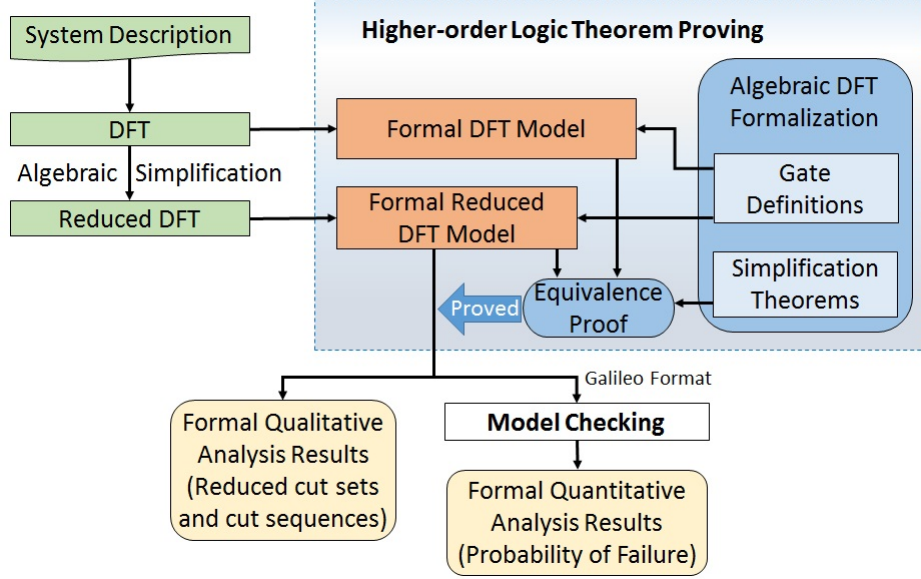 System Description
Higher-order Logic Theorem Proving
DFT
Formal DFT Model
Algebraic DFT
Formalization
Algebraic Simplification
Gate
Definitions
Reduced DFT
Formal Reduced
DFT Model
Simplification
Theorems
Proved
Equivalence
Proof
Galileo Format
Formal Qualitative
Analysis Results
(Reduced cut sets
and cut sequences)
Model Checking
Formal Quantitative
Analysis Results
(Probability of Failure)